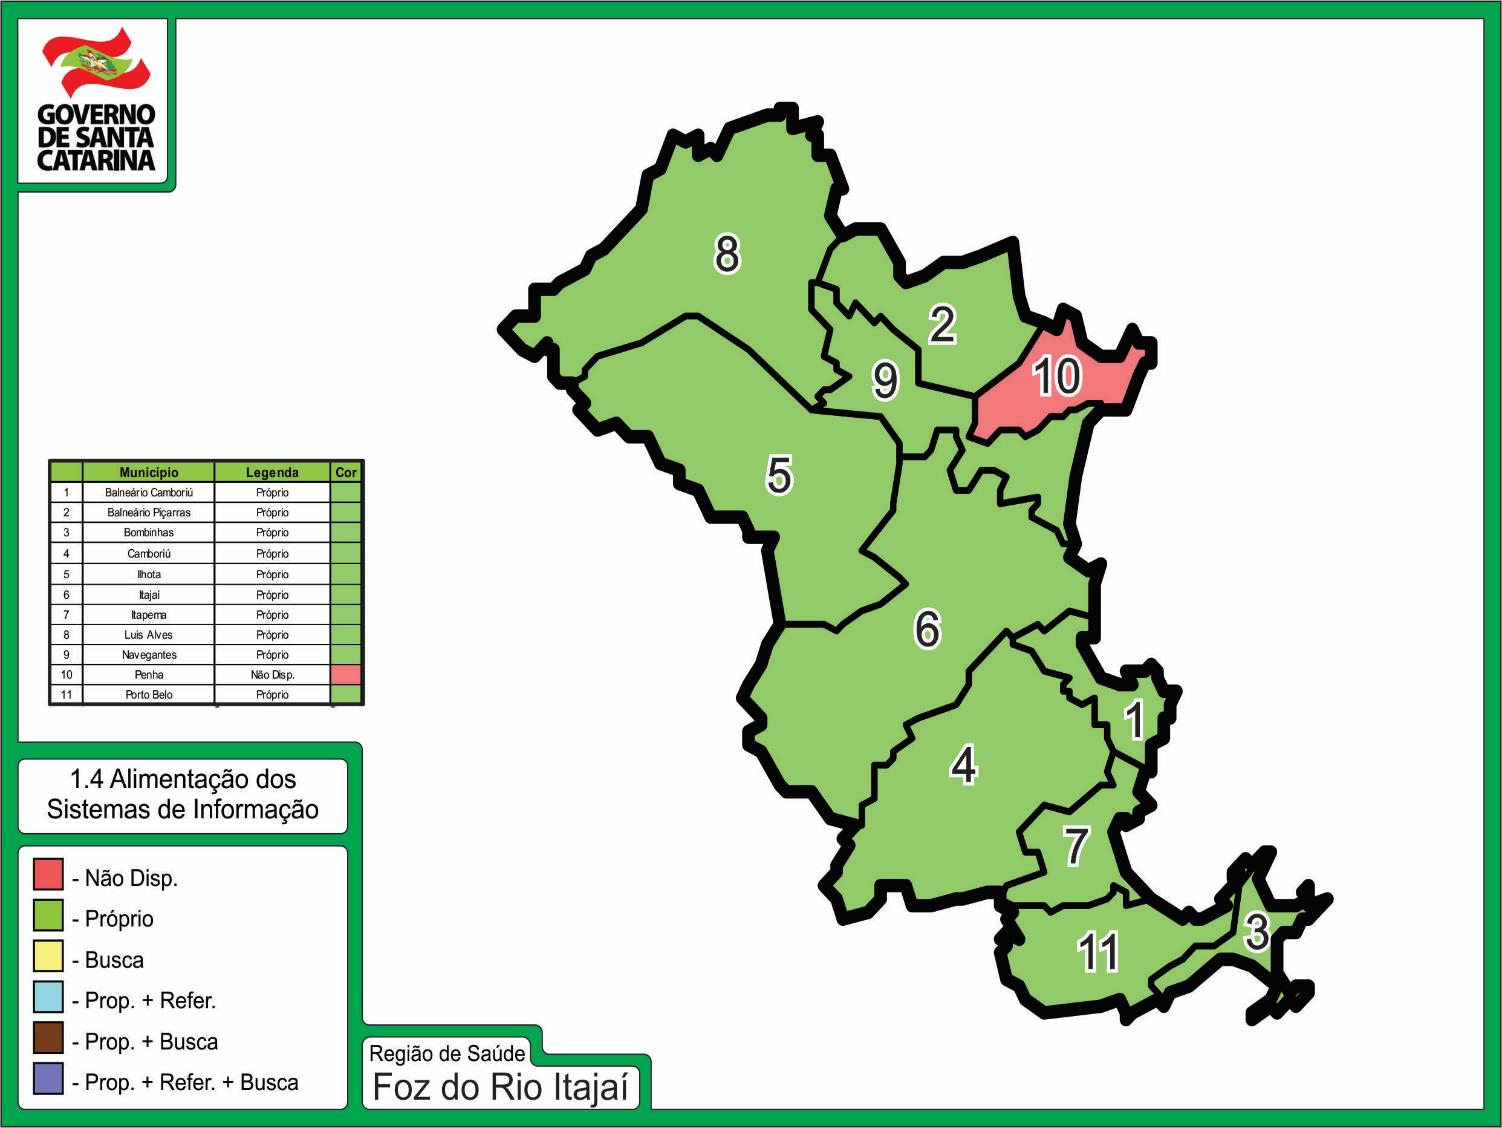 GOVERNO
DE SANTA
CATARINA
8
2
10
9
5
6
1
4
7
3
11
Município Legenda Cor
1 Balneário Camboriú Próprio
2 Balneário Piçarras Próprio
3 Bombinhas Próprio
4 Camboriú Próprio
5 Ilhota Próprio
6 Itajaí Próprio
7 Itapema Próprio
8 Luis Alves Próprio
9 Navegantes Próprio
10 Penha Não Disp.
11 Porto Belo Próprio
1.4 Alimentação dos
Sistemas de Informação
- Não Disp.
- Próprio
- Busca
- Prop. + Refer.
- Prop. + Busca
- Prop. + Refer. + Busca
Região de Saúde
Foz do Rio Itajaí